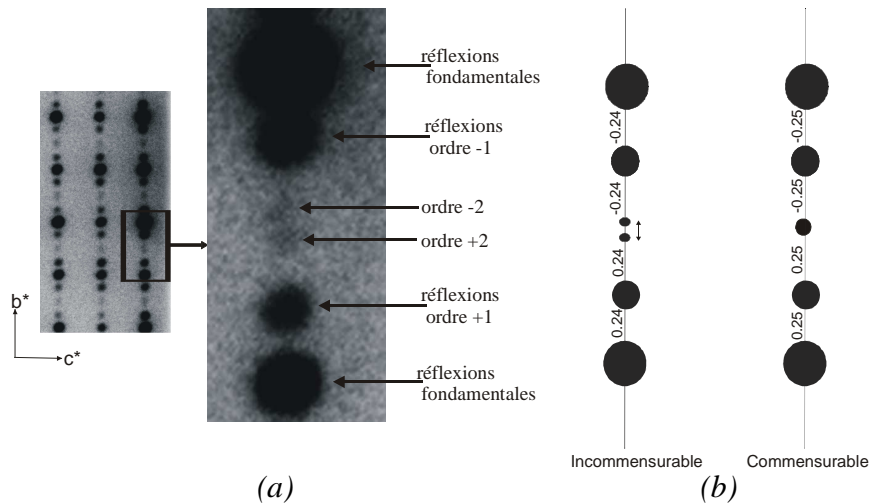 réflexions
fondamentales
réflexions
ordre -1
ordre -2
ordre +2
réflexions
ordre +1
réflexions
fondamentales
b*
c*
(a)
-0.24
-0.24
0.24
0.24
Incommensurable
-0.25
-0.25
0.25
0.25
Commensurable
(b)